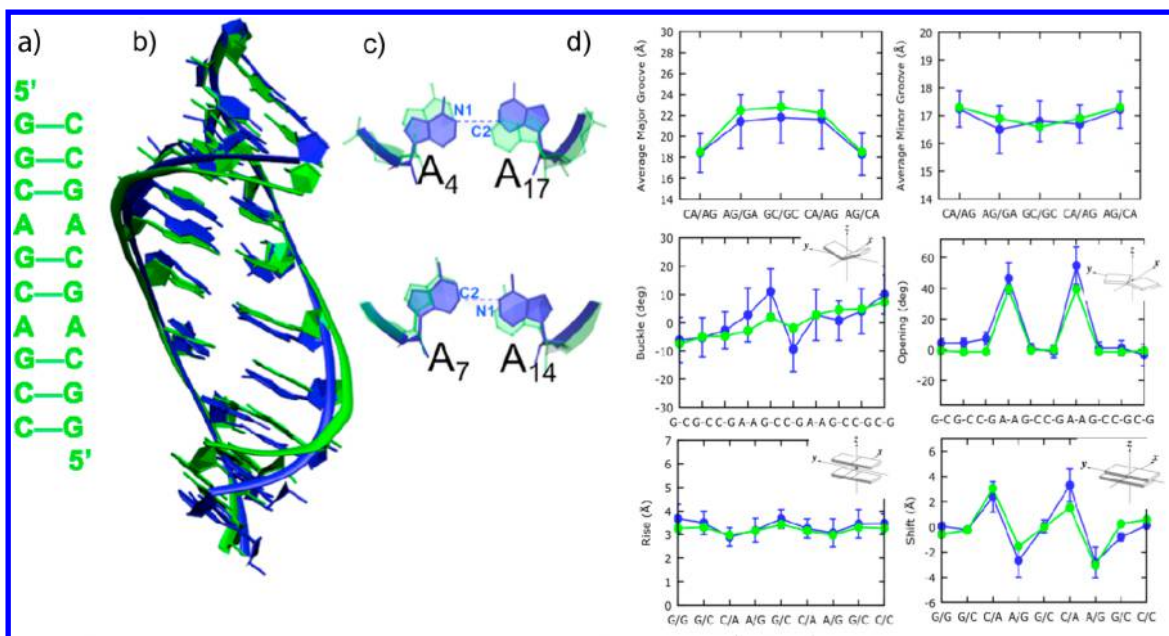 a)
b)
c)
d)
5'
G—C
G—C
C—G
A A
G—C
C—G
A A
G—C
C—G
C—G
5'
N1
C2
A4
A17
C2
N1
A7
A14
Average Major Groove (Å)
30
28
26
24
22
20
18
16
14
CA/AG AG/GA GC/GC CA/AG AG/CA
Average Minor Groove (Å)
20
19
18
17
16
15
14
CA/AG AG/GA GC/GC CA/AG AG/CA
Buckle (deg)
30
20
10
0
-10
-20
-30
G-C G-C C-G A-A G-C C-G A-A G-C C-G C-G
z
y
x
Opening (deg)
60
40
20
0
-20
G-C G-C C-G A-A G-C C-G A-A G-C C-G C-G
z
y
x
Rise (Å)
7
6
5
4
3
2
1
0
G/G G/C C/A A/G G/C C/A A/G G/C C/C
z
y
x
Shift (Å)
6
4
2
0
-2
-4
-6
G/G G/C C/A A/G G/C C/A A/G G/C C/C
z
y
x